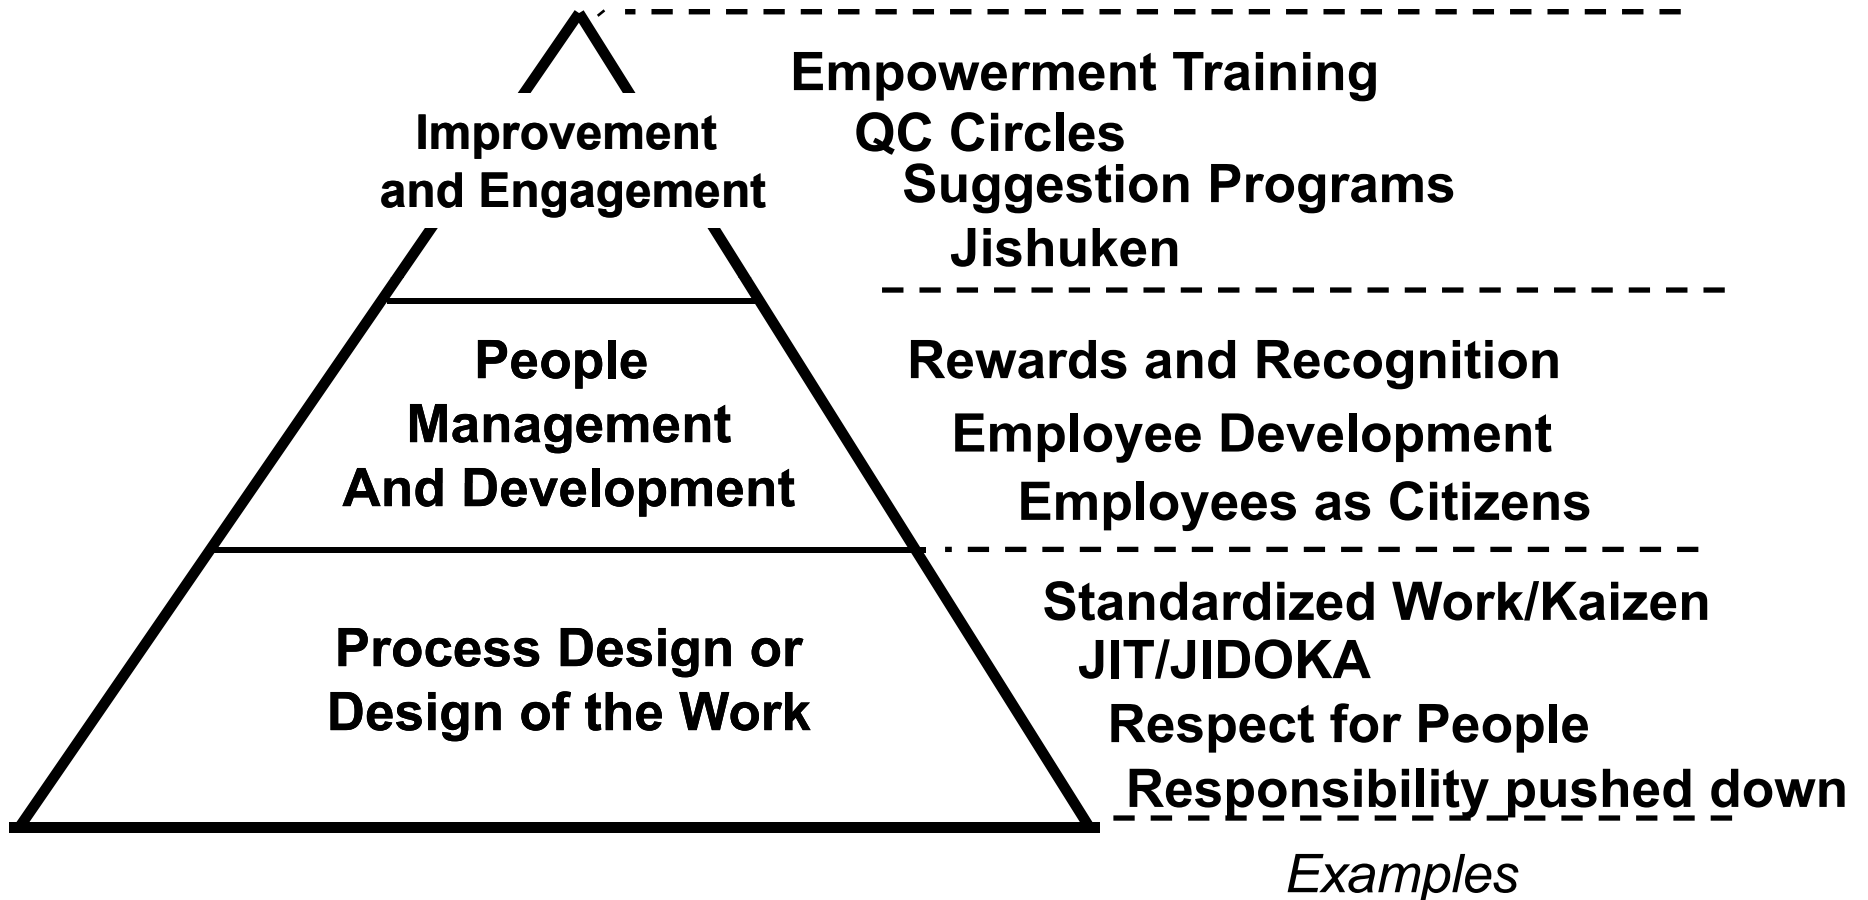 Empowerment Training
Improvement
and Engagement
QC Circles
Suggestion Programs
Jishuken
People
Management
And Development
Rewards and Recognition
Employee Development
Employees as Citizens
Process Design or
Design of the Work
Standardized Work/Kaizen
JIT/JIDOKA
Respect for People
Responsibility pushed down
Examples